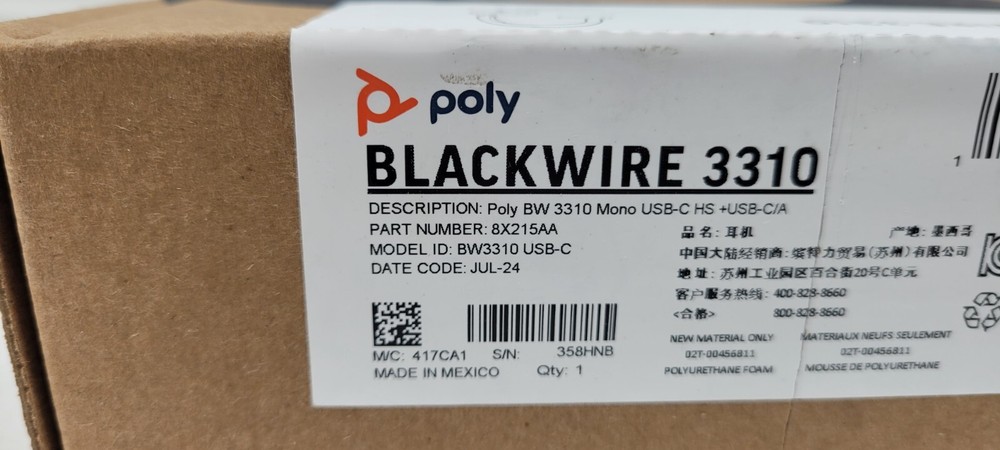 poly
BLACKWIRE 3310
DESCRIPTION: Poly BW 3310 Mono USB-C HS +USB-C/A
PART NUMBER: 8X215AA
MODEL ID: BW3310 USB-C
DATE CODE: JUL-24
品名: 耳机 产地: 墨西哥
中国大陆经销商: 缤特力贸易(苏州)有限公司
地址: 苏州工业园区百合街20号C单元
客户服务热线: 400-828-8660
<合格> 800-828-8660
M/C: 417CA1 S/N: 358HNB
MADE IN MEXICO Qty: 1
NEW MATERIAL ONLY
02T-00456811
POLYURETHANE FOAM
MATERIAUX NEUFS SEULEMENT
02T-00456811
MOUSSE DE POLYURETHANE
1